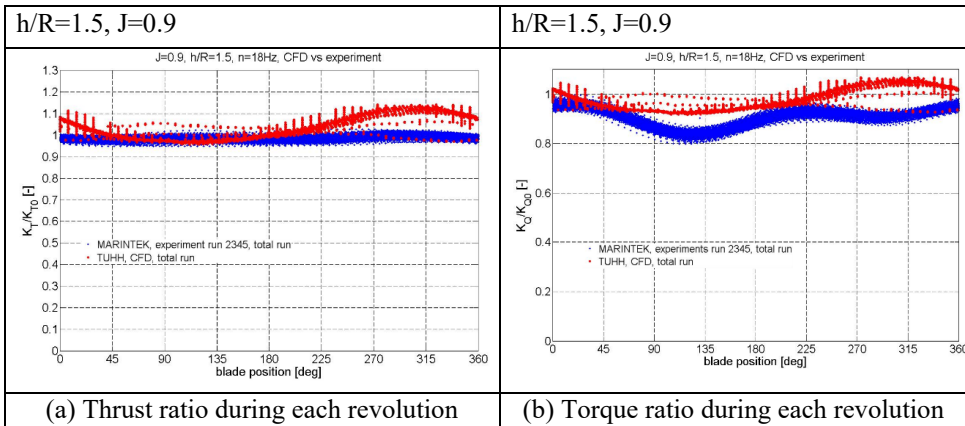 h/R=1.5, J=0.9
h/R=1.5, J=0.9
J=0.9, h/R=1.5, n=18Hz, CFD vs experiment
1.3
1.2
1.1
1
0.9
0.8
0.7
0.6
0.5
0.4
0.3
0.2
0.1
0
K_T/K_T0 [-]
MARINTEK, experiment run 2345, total run
TUHH, CFD, total run
0 45 90 135 180 225 270 315 360
blade position [deg]
J=0.9, h/R=1.5, n=18Hz, CFD vs experiment
1
0.8
0.6
0.4
0.2
0
K_Q/K_Q0 [-]
MARINTEK, experiments run 2345, total run
TUHH, CFD, total run
0 45 90 135 180 225 270 315 360
blade position [deg]
(a) Thrust ratio during each revolution
(b) Torque ratio during each revolution